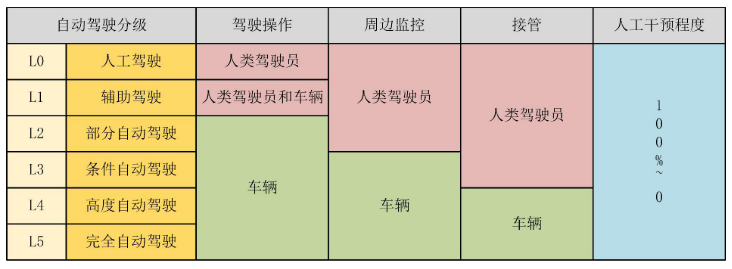 自动驾驶分级 驾驶操作 周边监控 接管 人工干预程度
L0 人工驾驶 人类驾驶员 人类驾驶员 人类驾驶员 100%~0
L1 辅助驾驶 人类驾驶员和车辆
L2 部分自动驾驶 车辆
L3 条件自动驾驶 车辆
L4 高度自动驾驶 车辆
L5 完全自动驾驶